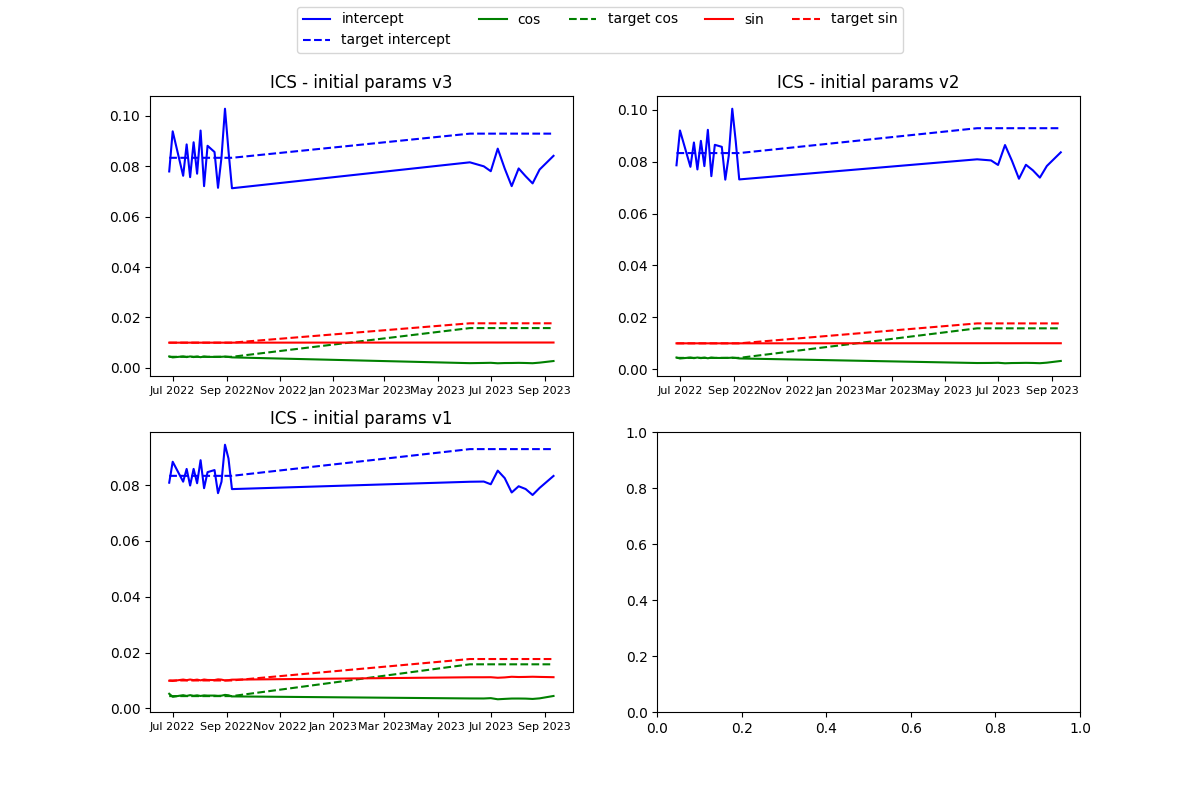 intercept cos target cos sin target sin
target intercept
ICS - initial params v3
0.10
0.08
0.06
0.04
0.02
0.00
Jul 2022 Sep 2022 Nov 2022 Jan 2023 Mar 2023 May 2023 Jul 2023 Sep 2023
ICS - initial params v2
0.10
0.08
0.06
0.04
0.02
0.00
Jul 2022 Sep 2022 Nov 2022 Jan 2023 Mar 2023 May 2023 Jul 2023 Sep 2023
ICS - initial params v1
0.08
0.06
0.04
0.02
0.00
Jul 2022 Sep 2022 Nov 2022 Jan 2023 Mar 2023 May 2023 Jul 2023 Sep 2023
1.0
0.8
0.6
0.4
0.2
0.0
0.0 0.2 0.4 0.6 0.8 1.0